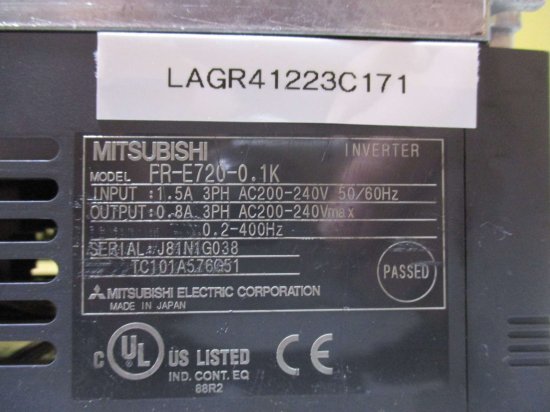 LAGR41223C171
MITSUBISHI INVERTER
MODEL FR-E720-0.1K
INPUT :1.5A 3PH AC200-240V 50/60Hz
OUTPUT:0.8A 3PH AC200-240Vmax
0.2-400Hz
SERIAL:J81N1G038
TC101A576G51
PASSED
MITSUBISHI ELECTRIC CORPORATION
MADE IN JAPAN
C UL US LISTED CE
IND. CONT. EQ
88R2